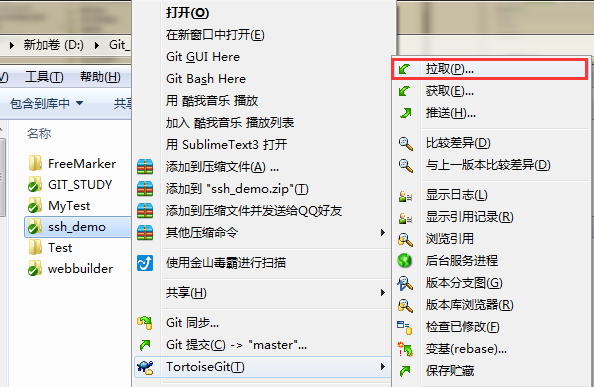 新加卷 (D:)
Git_
V)
工具(T)
帮助(H)
包含到库中
共享
名称
FreeMarker
GIT_STUDY
MyTest
ssh_demo
Test
webbuilder
打开(O)
在新窗口中打开(E)
Git GUI Here
Git Bash Here
用 酷我音乐 播放
加入 酷我音乐 播放列表
用 SublimeText3 打开
添加到压缩文件(A) ...
添加到 "ssh_demo.zip"(T)
添加到压缩文件并发送给QQ好友
其他压缩命令
使用金山毒霸进行扫描
共享(H)
Git 同步...
Git 提交(C) -> "master"...
TortoiseGit(T)
拉取(P)...
获取(E)...
推送(H)...
比较差异(D)
与上一版本比较差异(D)
显示日志(L)
显示引用记录(R)
浏览引用
后台服务进程
版本分支图(G)
版本库浏览器(R)
检查已修改(F)
变基(rebase)...
保存贮藏